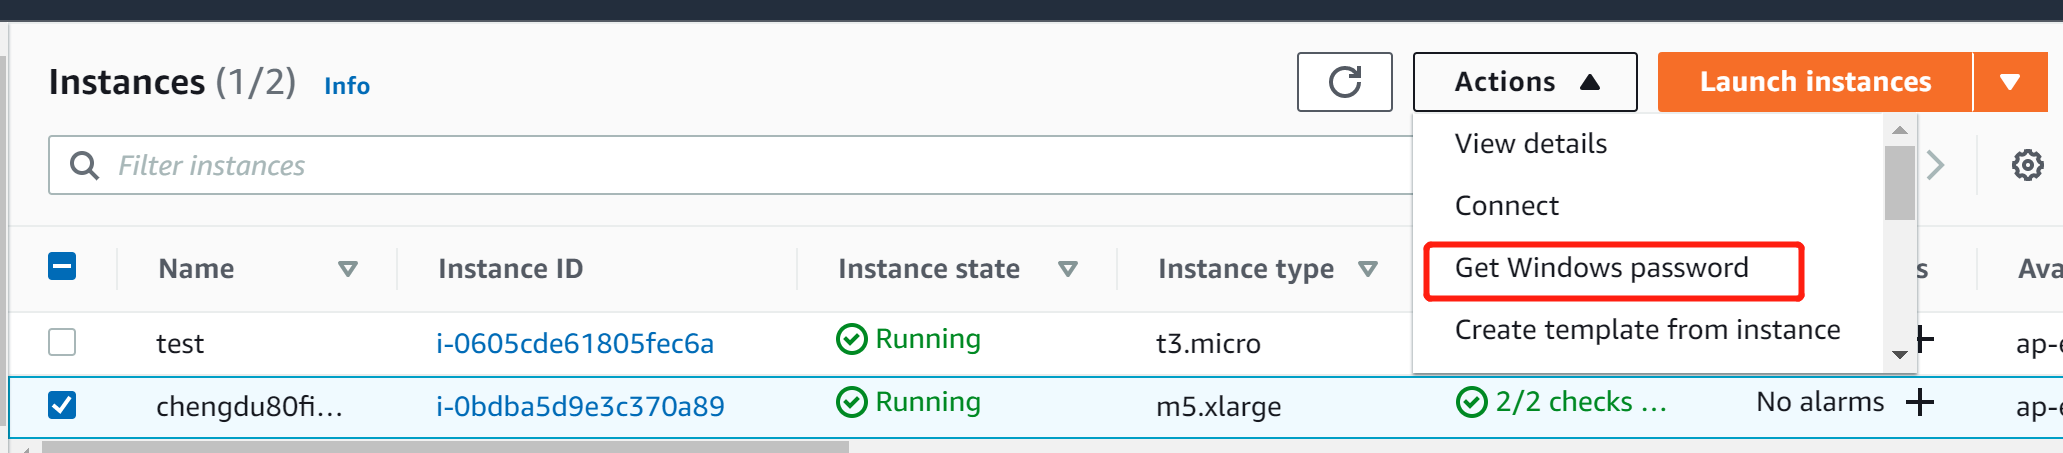 Instances (1/2) Info
Actions
Launch instances
Filter instances
View details
Connect
Get Windows password
Create template from instance
Name Instance ID Instance state Instance type s Ava
test i-0605cde61805fec6a Running t3.micro ap-e
chengdu80fi... i-0bdba5d9e3c370a89 Running m5.xlarge 2/2 checks ... No alarms ap-e